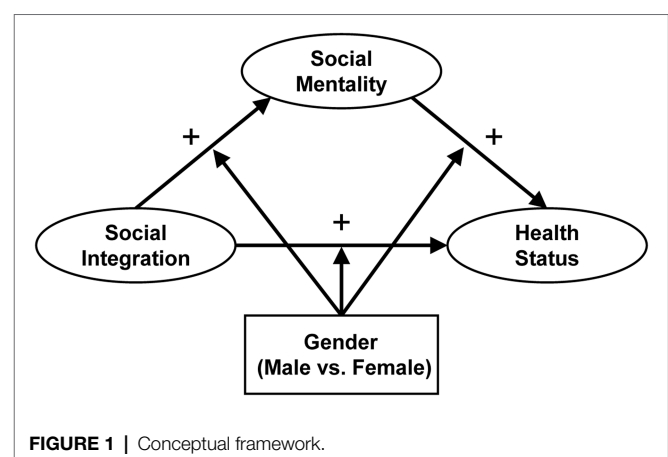 Social
Mentality
+
+
Social
Integration
+
Health
Status
Gender
(Male vs. Female)
FIGURE 1 | Conceptual framework.